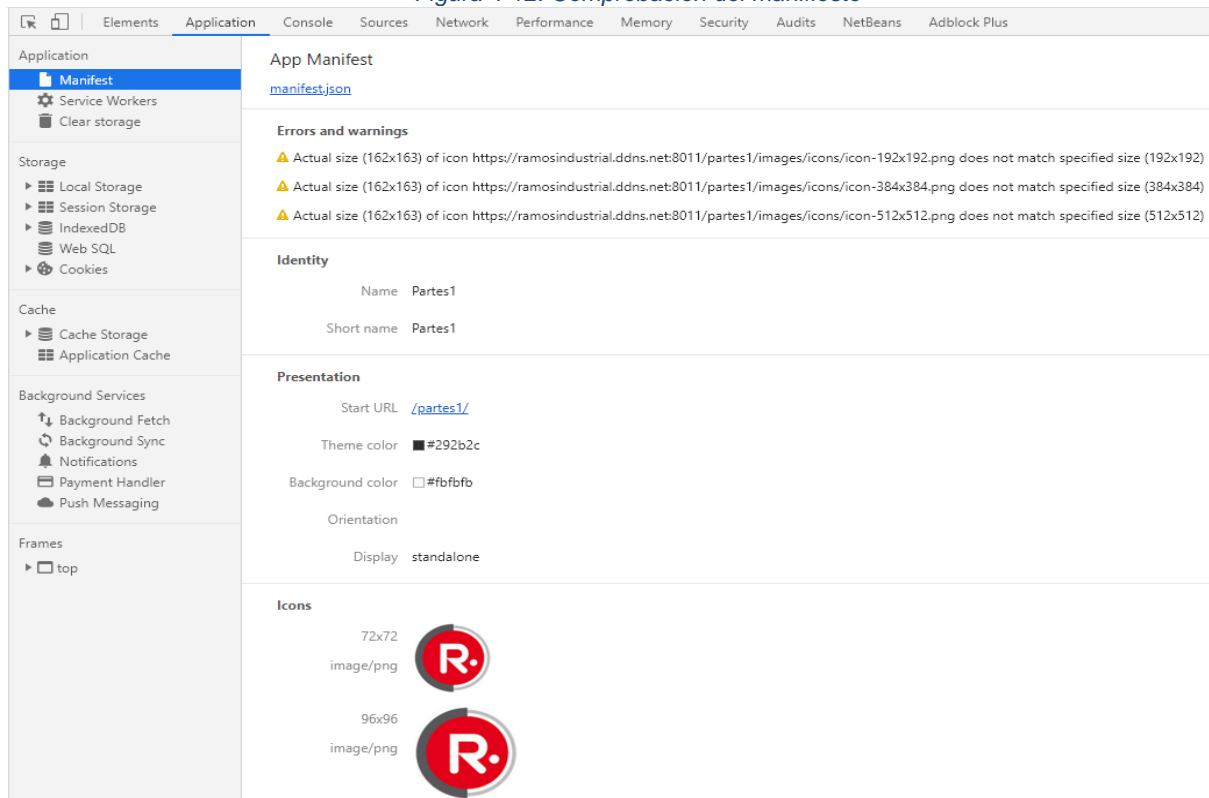 Figura 4-12. Comprobación del manifiesto
Elements Application Console Sources Network Performance Memory Security Audits NetBeans Adblock Plus
Application
Manifest
Service Workers
Clear storage
Storage
Local Storage
Session Storage
IndexedDB
Web SQL
Cookies
Cache
Cache Storage
Application Cache
Background Services
Background Fetch
Background Sync
Notifications
Payment Handler
Push Messaging
Frames
top
App Manifest
manifest.json
Errors and warnings
Actual size (162x163) of icon https://ramosindustrial.ddns.net:8011/partes1/images/icons/icon-192x192.png does not match specified size (192x192)
Actual size (162x163) of icon https://ramosindustrial.ddns.net:8011/partes1/images/icons/icon-384x384.png does not match specified size (384x384)
Actual size (162x163) of icon https://ramosindustrial.ddns.net:8011/partes1/images/icons/icon-512x512.png does not match specified size (512x512)
Identity
Name Partes1
Short name Partes1
Presentation
Start URL /partes1/
Theme color #292b2c
Background color #fbfbfb
Orientation
Display standalone
Icons
72x72
image/png
R.
96x96
image/png
R.